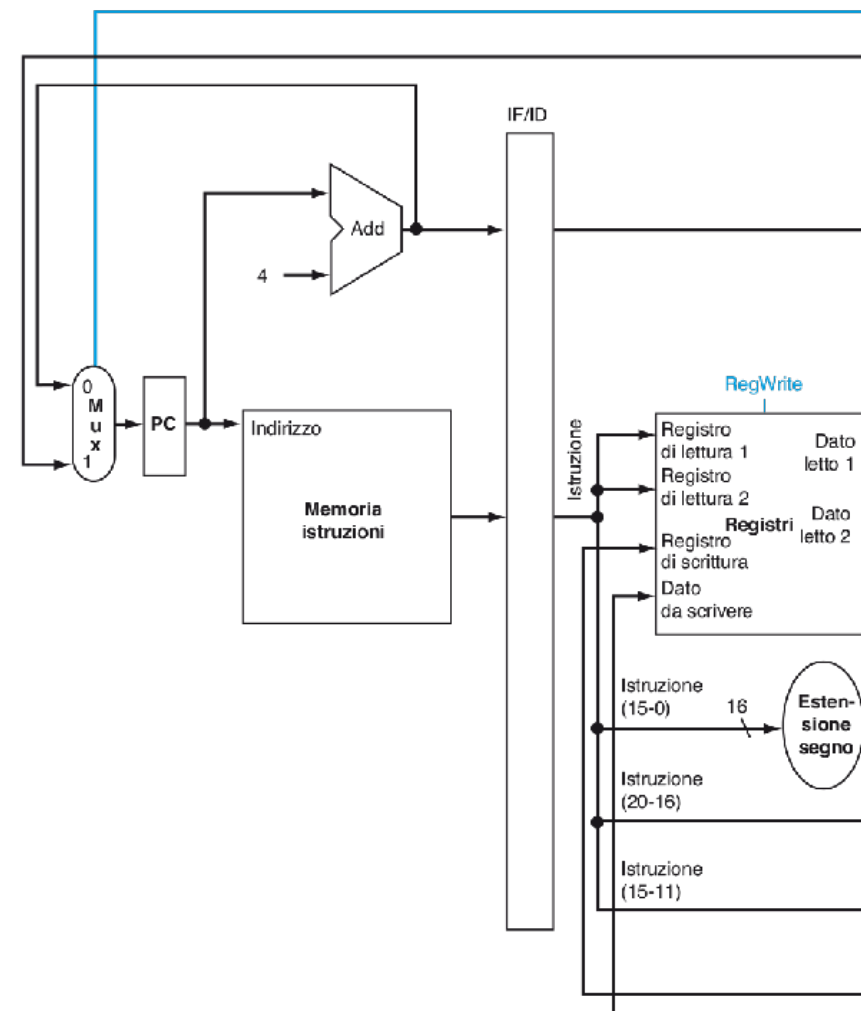 IF/ID
Add
4
0
M
u
x
1
PC
Indirizzo
Memoria
istruzioni
Istruzione
RegWrite
Registro
di lettura 1
Registro
di lettura 2
Registro
di scrittura
Dato
da scrivere
Registri
Dato
letto 1
Dato
letto 2
Istruzione
(15-0)
16
Esten-
sione
segno
Istruzione
(20-16)
Istruzione
(15-11)